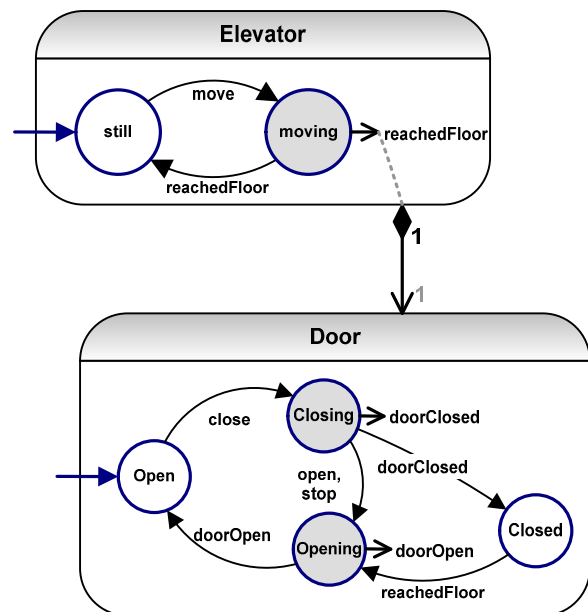 Elevator
move
still
moving
reachedFloor
reachedFloor
1
1
Door
Closing
doorClosed
close
doorClosed
Open
open,
stop
Closed
doorOpen
Opening
doorOpen
reachedFloor